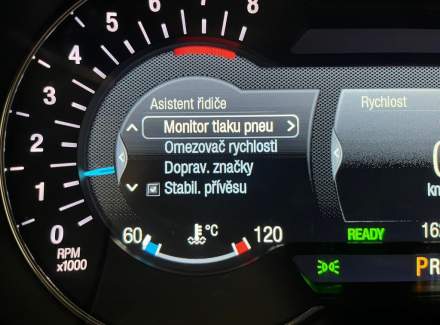 8
7
6
5
4
3
2
1
0
RPM
x1000
Asistent řidiče
Monitor tlaku pneu
Omezovač rychlosti
Doprav. značky
Stabil. přívěsu
60 °C 120
Rychlost
READY